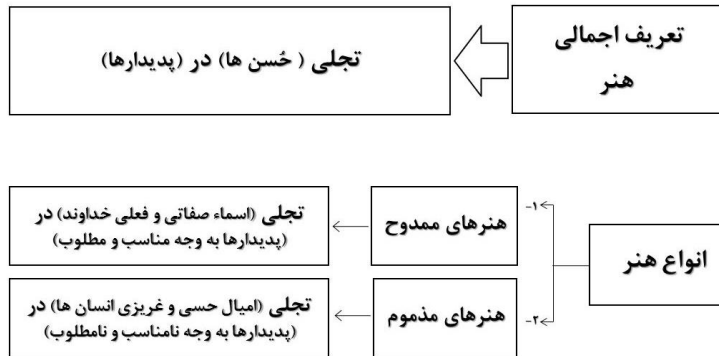 تعریف اجمالی
هنر
تجلی ( حُسن ها) در (پدیدارها)
انواع هنر
۱-
هنرهای ممدوح
تجلی (اسماء صفاتی و فعلی خداوند) در
(پدیدارها به وجه مناسب و مطلوب)
۲-
هنرهای مذموم
تجلی (امیال حسی و غریزی انسان ها) در
(پدیدارها به وجه نامناسب و نامطلوب)